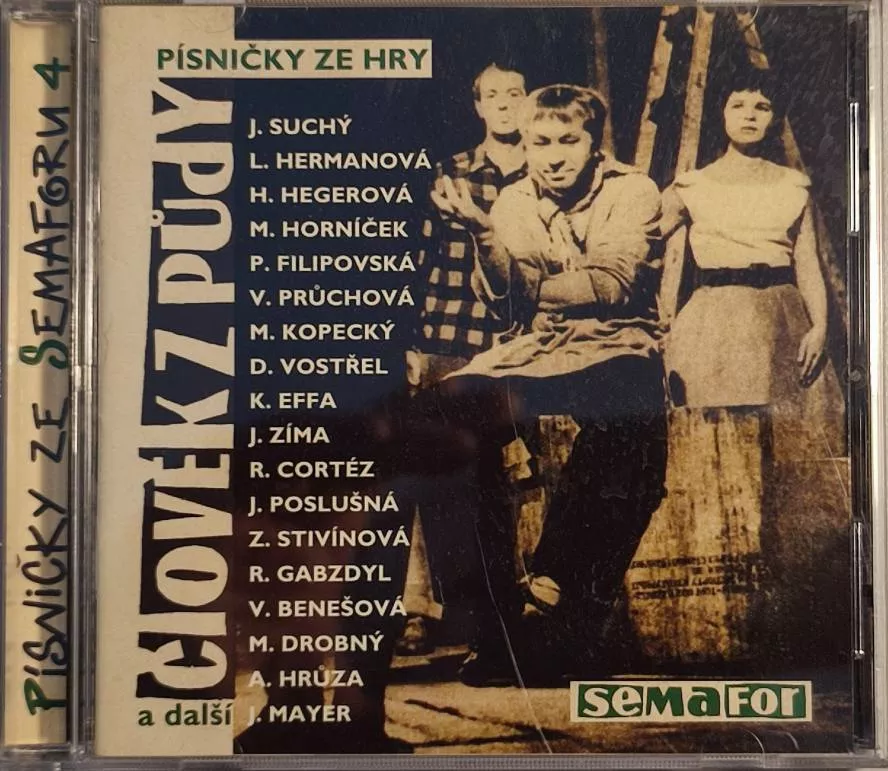 PÍSNIČKY ZE SEMAFORU 4
PÍSNIČKY ZE HRY
ČLOVĚK Z PŮDY
a další
J. SUCHÝ
L. HERMANOVÁ
H. HEGEROVÁ
M. HORNÍČEK
P. FILIPOVSKÁ
V. PRŮCHOVÁ
M. KOPECKÝ
D. VOSTŘEL
K. EFFA
J. ZÍMA
R. CORTÉZ
J. POSLUŠNÁ
Z. STIVÍNOVÁ
R. GABZDYL
V. BENEŠOVÁ
M. DROBNÝ
A. HRŮZA
J. MAYER
SEMAFOR